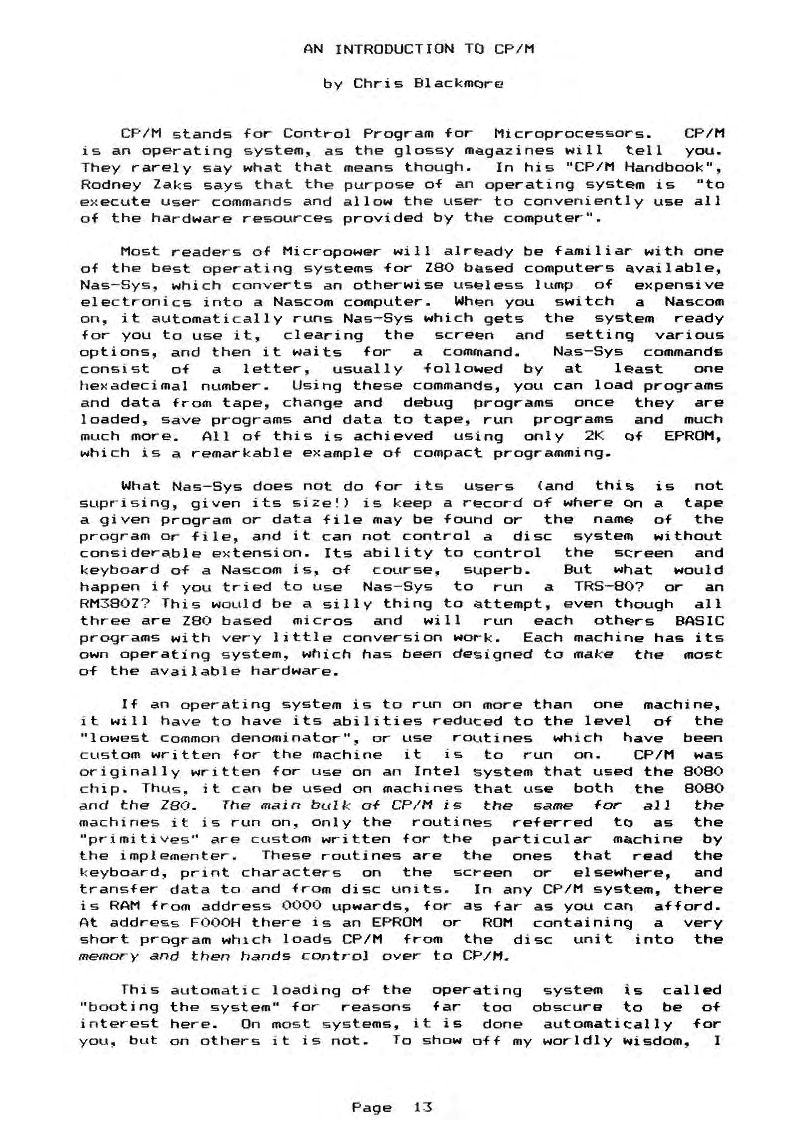 AN INTRODUCTION TO CP/M
by Chris Blackmore
CP/M stands for Control Program for Microprocessors. CP/M
is an operating system, as the glossy magazines will tell you.
They rarely say what that means though. In his "CP/M Handbook",
Rodney Zaks says that the purpose of an operating system is "to
execute user commands and allow the user to conveniently use all
of the hardware resources provided by the computer".
Most readers of Micropower will already be familiar with one
of the best operating systems for Z80 based computers available,
Nas-Sys, which converts an otherwise useless lump of expensive
electronics into a Nascom computer. When you switch a Nascom
on, it automatically runs Nas-Sys which gets the system ready
for you to use it, clearing the screen and setting various
options, and then it waits for a command. Nas-Sys commands
consist of a letter, usually followed by at least one
hexadecimal number. Using these commands, you can load programs
and data from tape, change and debug programs once they are
loaded, save programs and data to tape, run programs and much
much more. All of this is achieved using only 2K of EPROM,
which is a remarkable example of compact programming.
What Nas-Sys does not do for its users (and this is not
suprising, given its size!) is keep a record of where on a tape
a given program or data file may be found or the name of the
program or file, and it can not control a disc system without
considerable extension. Its ability to control the screen and
keyboard of a Nascom is, of course, superb. But what would
happen if you tried to use Nas-Sys to run a TRS-80? or an
RM380Z? This would be a silly thing to attempt, even though all
three are Z80 based micros and will run each others BASIC
programs with very little conversion work. Each machine has its
own operating system, which has been designed to make the most
of the available hardware.
If an operating system is to run on more than one machine,
it will have to have its abilities reduced to the level of the
"lowest common denominator", or use routines which have been
custom written for the machine it is to run on. CP/M was
originally written for use on an Intel system that used the 8080
chip. Thus, it can be used on machines that use both the 8080
and the Z80. The main bulk of CP/M is the same for all the
machines it is run on, only the routines referred to as the
"primitives" are custom written for the particular machine by
the implementer. These routines are the ones that read the
keyboard, print characters on the screen or elsewhere, and
transfer data to and from disc units. In any CP/M system, there
is RAM from address 0000 upwards, for as far as you can afford.
At address F000H there is an EPROM or ROM containing a very
short program which loads CP/M from the disc unit into the
memory and then hands control over to CP/M.
This automatic loading of the operating system is called
"booting the system" for reasons far too obscure to be of
interest here. On most systems, it is done automatically for
you, but on others it is not. To show off my worldly wisdom, I
Page 13